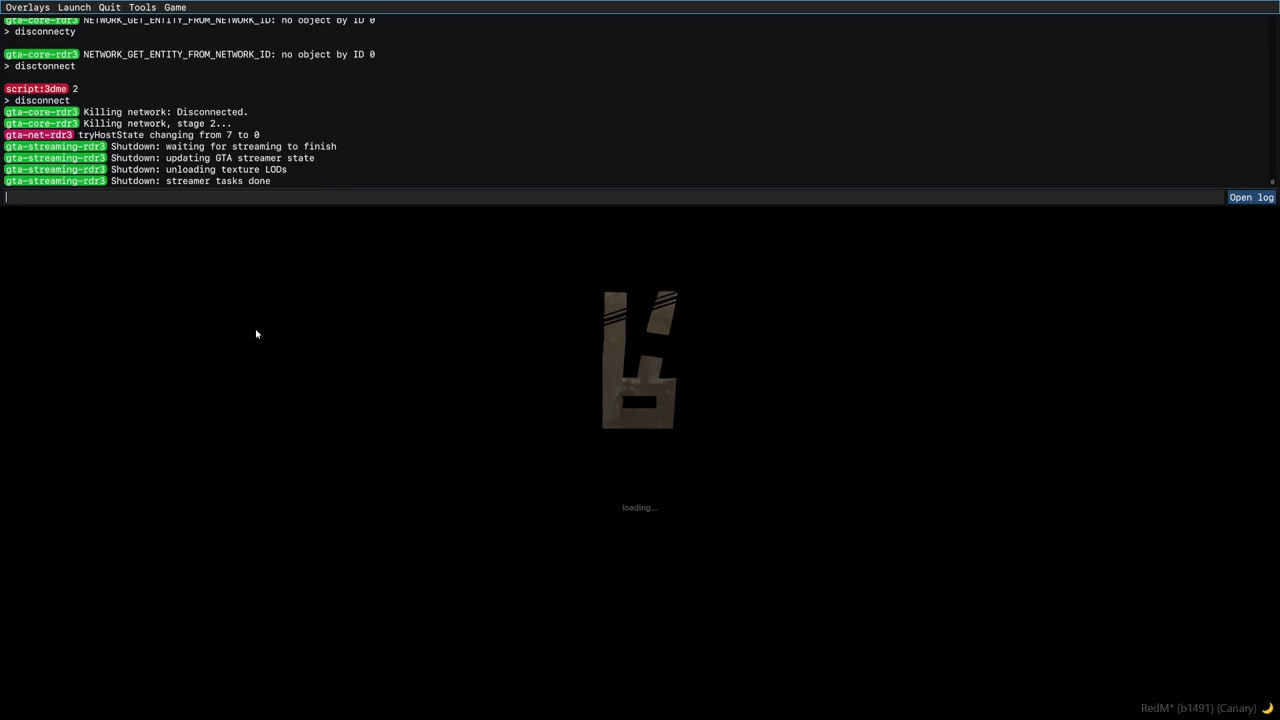 Overlays Launch Quit Tools Game
gta-core-rdr3 NETWORK_GET_ENTITY_FROM_NETWORK_ID: no object by ID 0
> disconnecty
gta-core-rdr3 NETWORK_GET_ENTITY_FROM_NETWORK_ID: no object by ID 0
> disctonnect
script:3dme 2
> disconnect
gta-core-rdr3 Killing network: Disconnected.
gta-core-rdr3 Killing network, stage 2...
gta-net-rdr3 tryHostState changing from 7 to 0
gta-streaming-rdr3 Shutdown: waiting for streaming to finish
gta-streaming-rdr3 Shutdown: updating GTA streamer state
gta-streaming-rdr3 Shutdown: unloading texture LODs
gta-streaming-rdr3 Shutdown: streamer tasks done
Open log
loading...
RedM* (b1491) (Canary) 🌙